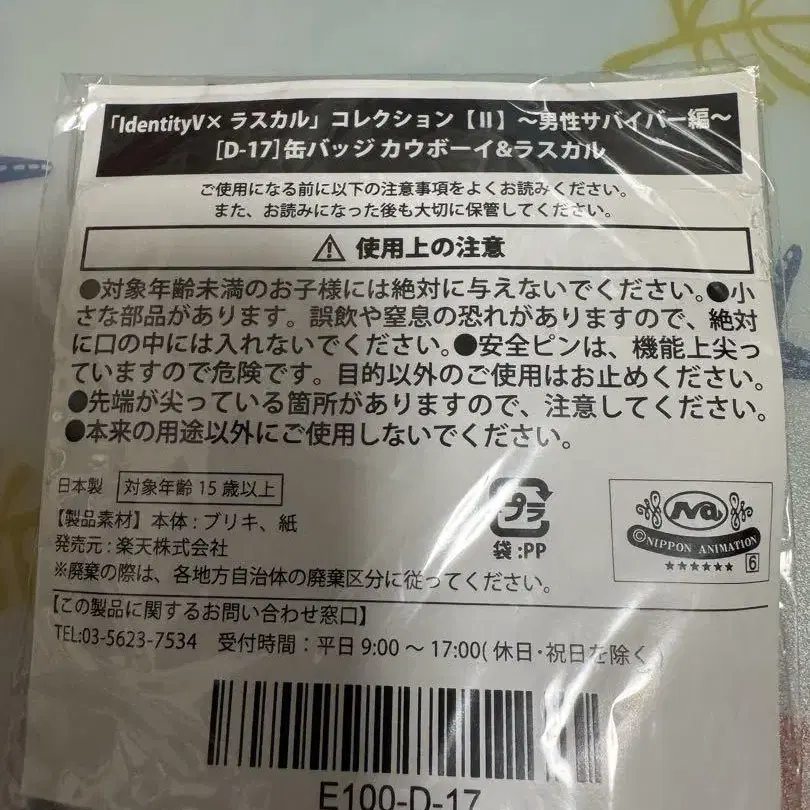 「IdentityV× ラスカル」コレクション【II】～男性サバイバー編～
[D-17]缶バッジ カウボーイ&ラスカル
ご使用になる前に以下の注意事項をよくお読みください。
また、お読みになった後も大切に保管してください。
使用上の注意
●対象年齢未満のお子様には絶対に与えないでください。●小
さな部品があります。誤飲や窒息の恐れがありますので、絶対
に口の中には入れないでください。●安全ピンは、機能上尖っ
ていますので危険です。目的以外のご使用はお止めください。
●先端が尖っている箇所がありますので、注意してください。
●本来の用途以外にご使用しないでください。
日本製 対象年齢 15 歳以上
【製品素材】本体：ブリキ、紙
発売元：楽天株式会社
※廃棄の際は、各地方自治体の廃棄区分に従ってください。
プラ
袋:PP
Na
©NIPPON ANIMATION
★★★★★★ 6
【この製品に関するお問い合わせ窓口】
TEL:03-5623-7534 受付時間：平日 9:00 ～ 17:00( 休日・祝日を除く )
E100-D-17